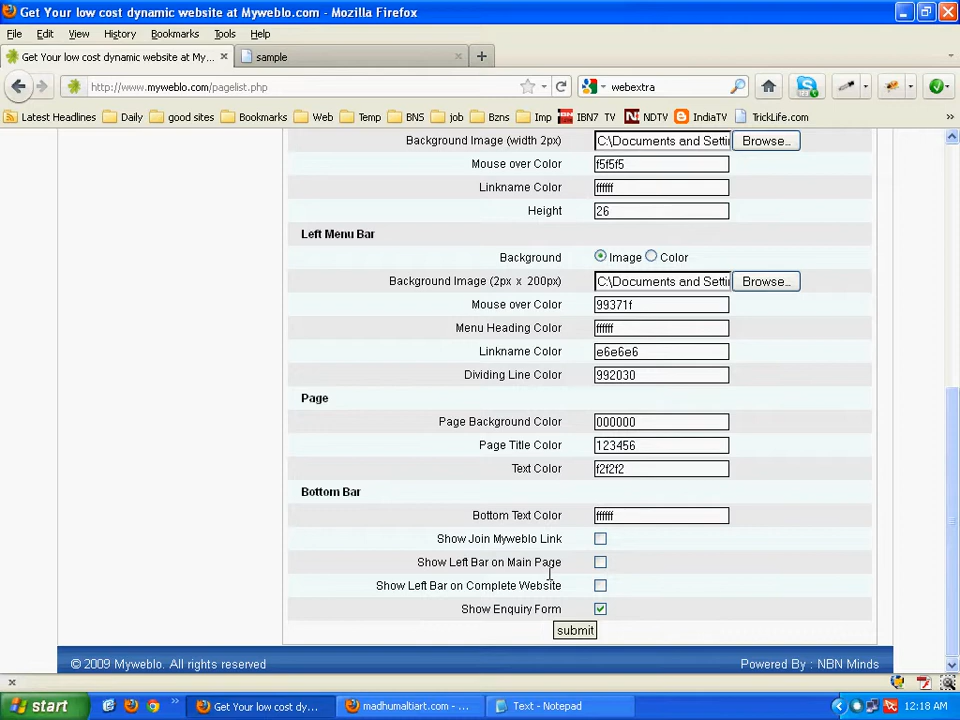 Get Your low cost dynamic website at Myweblo.com - Mozilla Firefox
File Edit View History Bookmarks Tools Help
Get Your low cost dynamic website at My... sample
http://www.myweblo.com/pagelist.php webextra
Latest Headlines Daily good sites Bookmarks Web Temp BNS job Bzns Imp IBN7 TV NDTV IndiaTV TrickLife.com
Background Image (width 2px) C:\Documents and Setti Browse...
Mouse over Color f5f5f5
Linkname Color ffffff
Height 26
Left Menu Bar
Background Image Color
Background Image (2px x 200px) C:\Documents and Setti Browse...
Mouse over Color 99371f
Menu Heading Color ffffff
Linkname Color e6e6e6
Dividing Line Color 992030
Page
Page Background Color 000000
Page Title Color 123456
Text Color f2f2f2
Bottom Bar
Bottom Text Color ffffff
Show Join Myweblo Link
Show Left Bar on Main Page
Show Left Bar on Complete Website
Show Enquiry Form
submit
© 2009 Myweblo. All rights reserved Powered By : NBN Minds
start Get Your low cost dy... madhumaltiart.com - ... Text - Notepad 12:18 AM